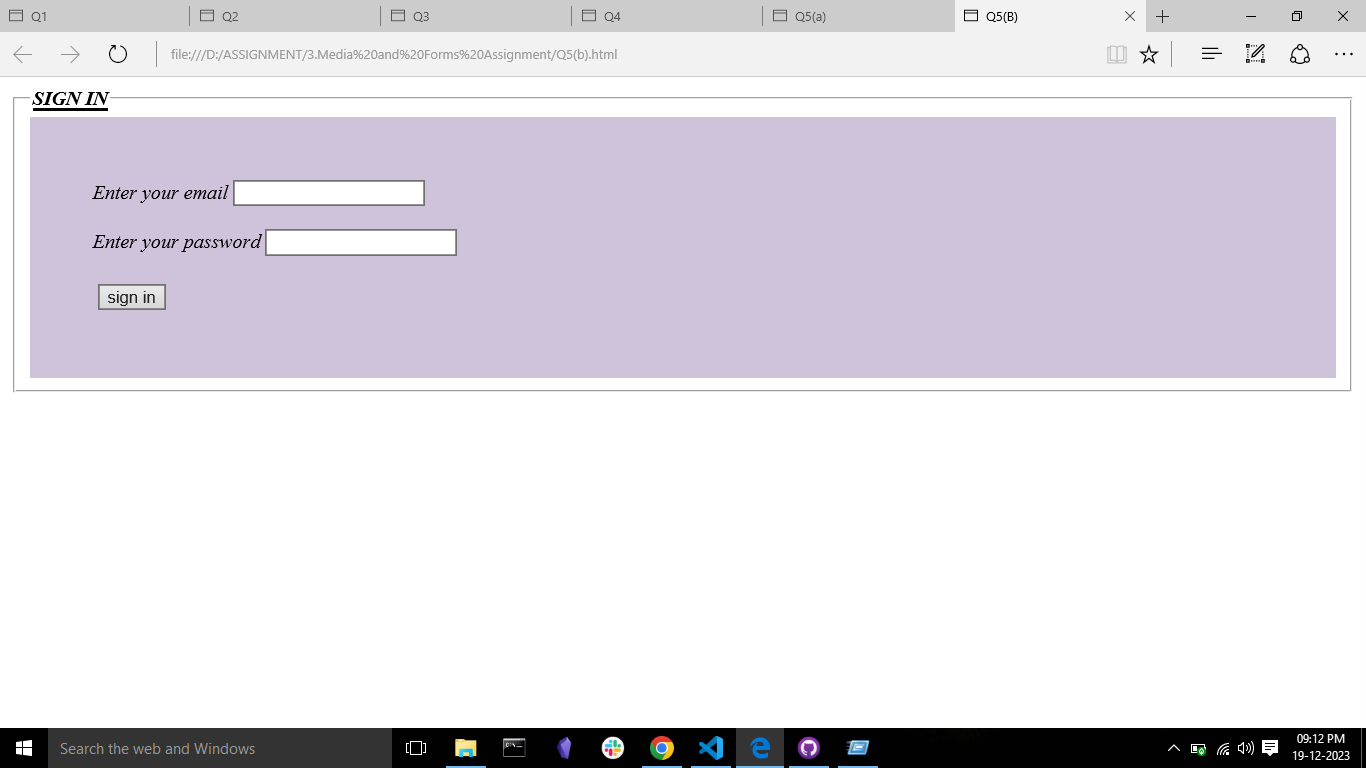 Q1 Q2 Q3 Q4 Q5(a) Q5(B)
file:///D:/ASSIGNMENT/3.Media%20and%20Forms%20Assignment/Q5(b).html
SIGN IN
Enter your email
Enter your password
sign in
Search the web and Windows
09:12 PM
19-12-2023